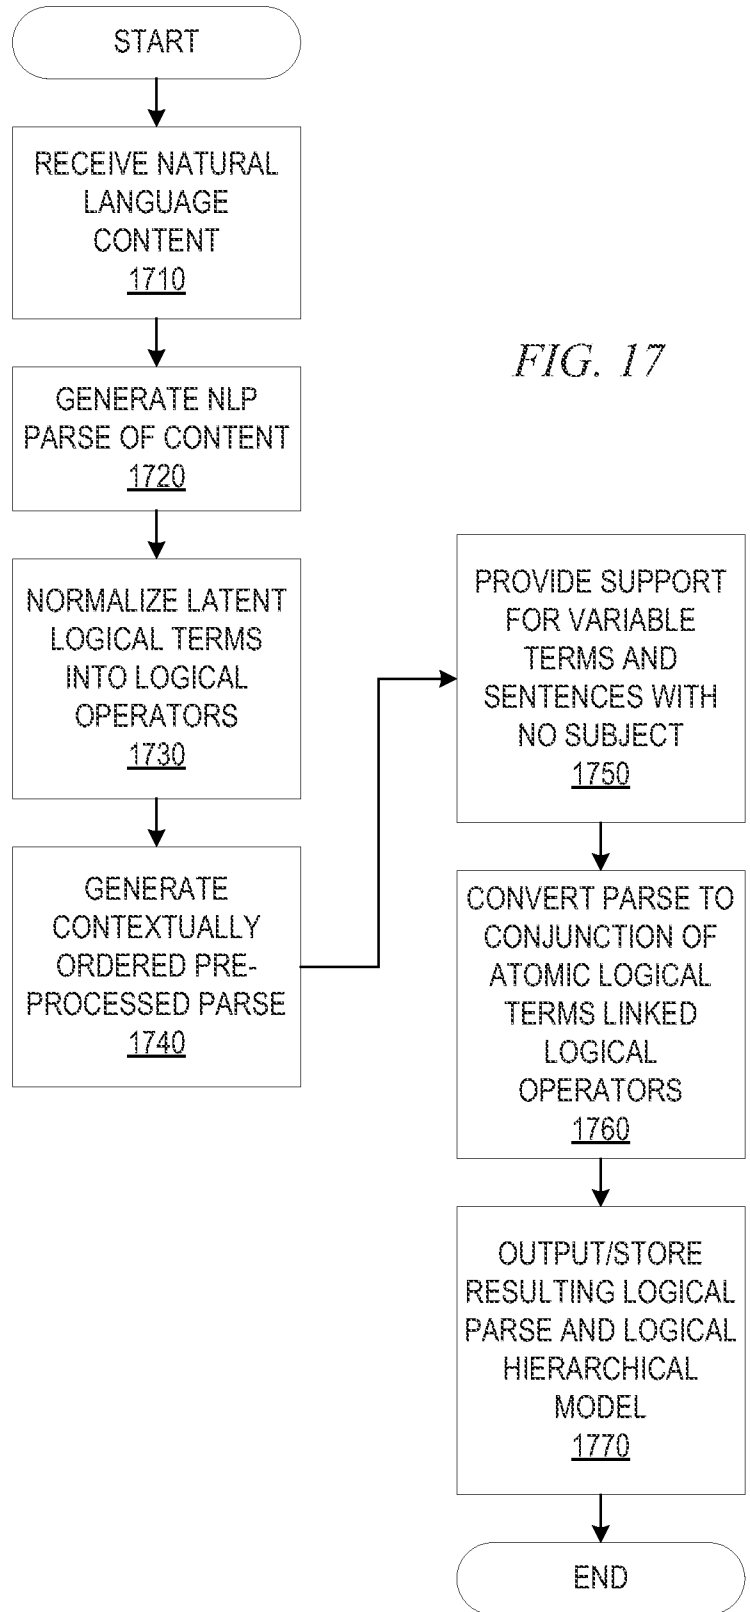 START
RECEIVE NATURAL
LANGUAGE
CONTENT
1710
GENERATE NLP
PARSE OF CONTENT
1720
NORMALIZE LATENT
LOGICAL TERMS
INTO LOGICAL
OPERATORS
1730
GENERATE
CONTEXTUALLY
ORDERED PRE-
PROCESSED PARSE
1740
FIG. 17
PROVIDE SUPPORT
FOR VARIABLE
TERMS AND
SENTENCES WITH
NO SUBJECT
1750
CONVERT PARSE TO
CONJUNCTION OF
ATOMIC LOGICAL
TERMS LINKED
LOGICAL
OPERATORS
1760
OUTPUT/STORE
RESULTING LOGICAL
PARSE AND LOGICAL
HIERARCHICAL
MODEL
1770
END